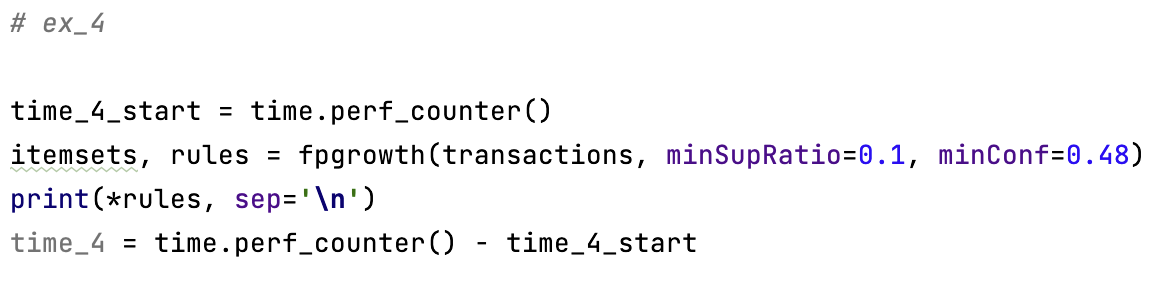 # ex_4
time_4_start = time.perf_counter()
itemsets, rules = fpgrowth(transactions, minSupRatio=0.1, minConf=0.48)
print(*rules, sep='\n')
time_4 = time.perf_counter() - time_4_start